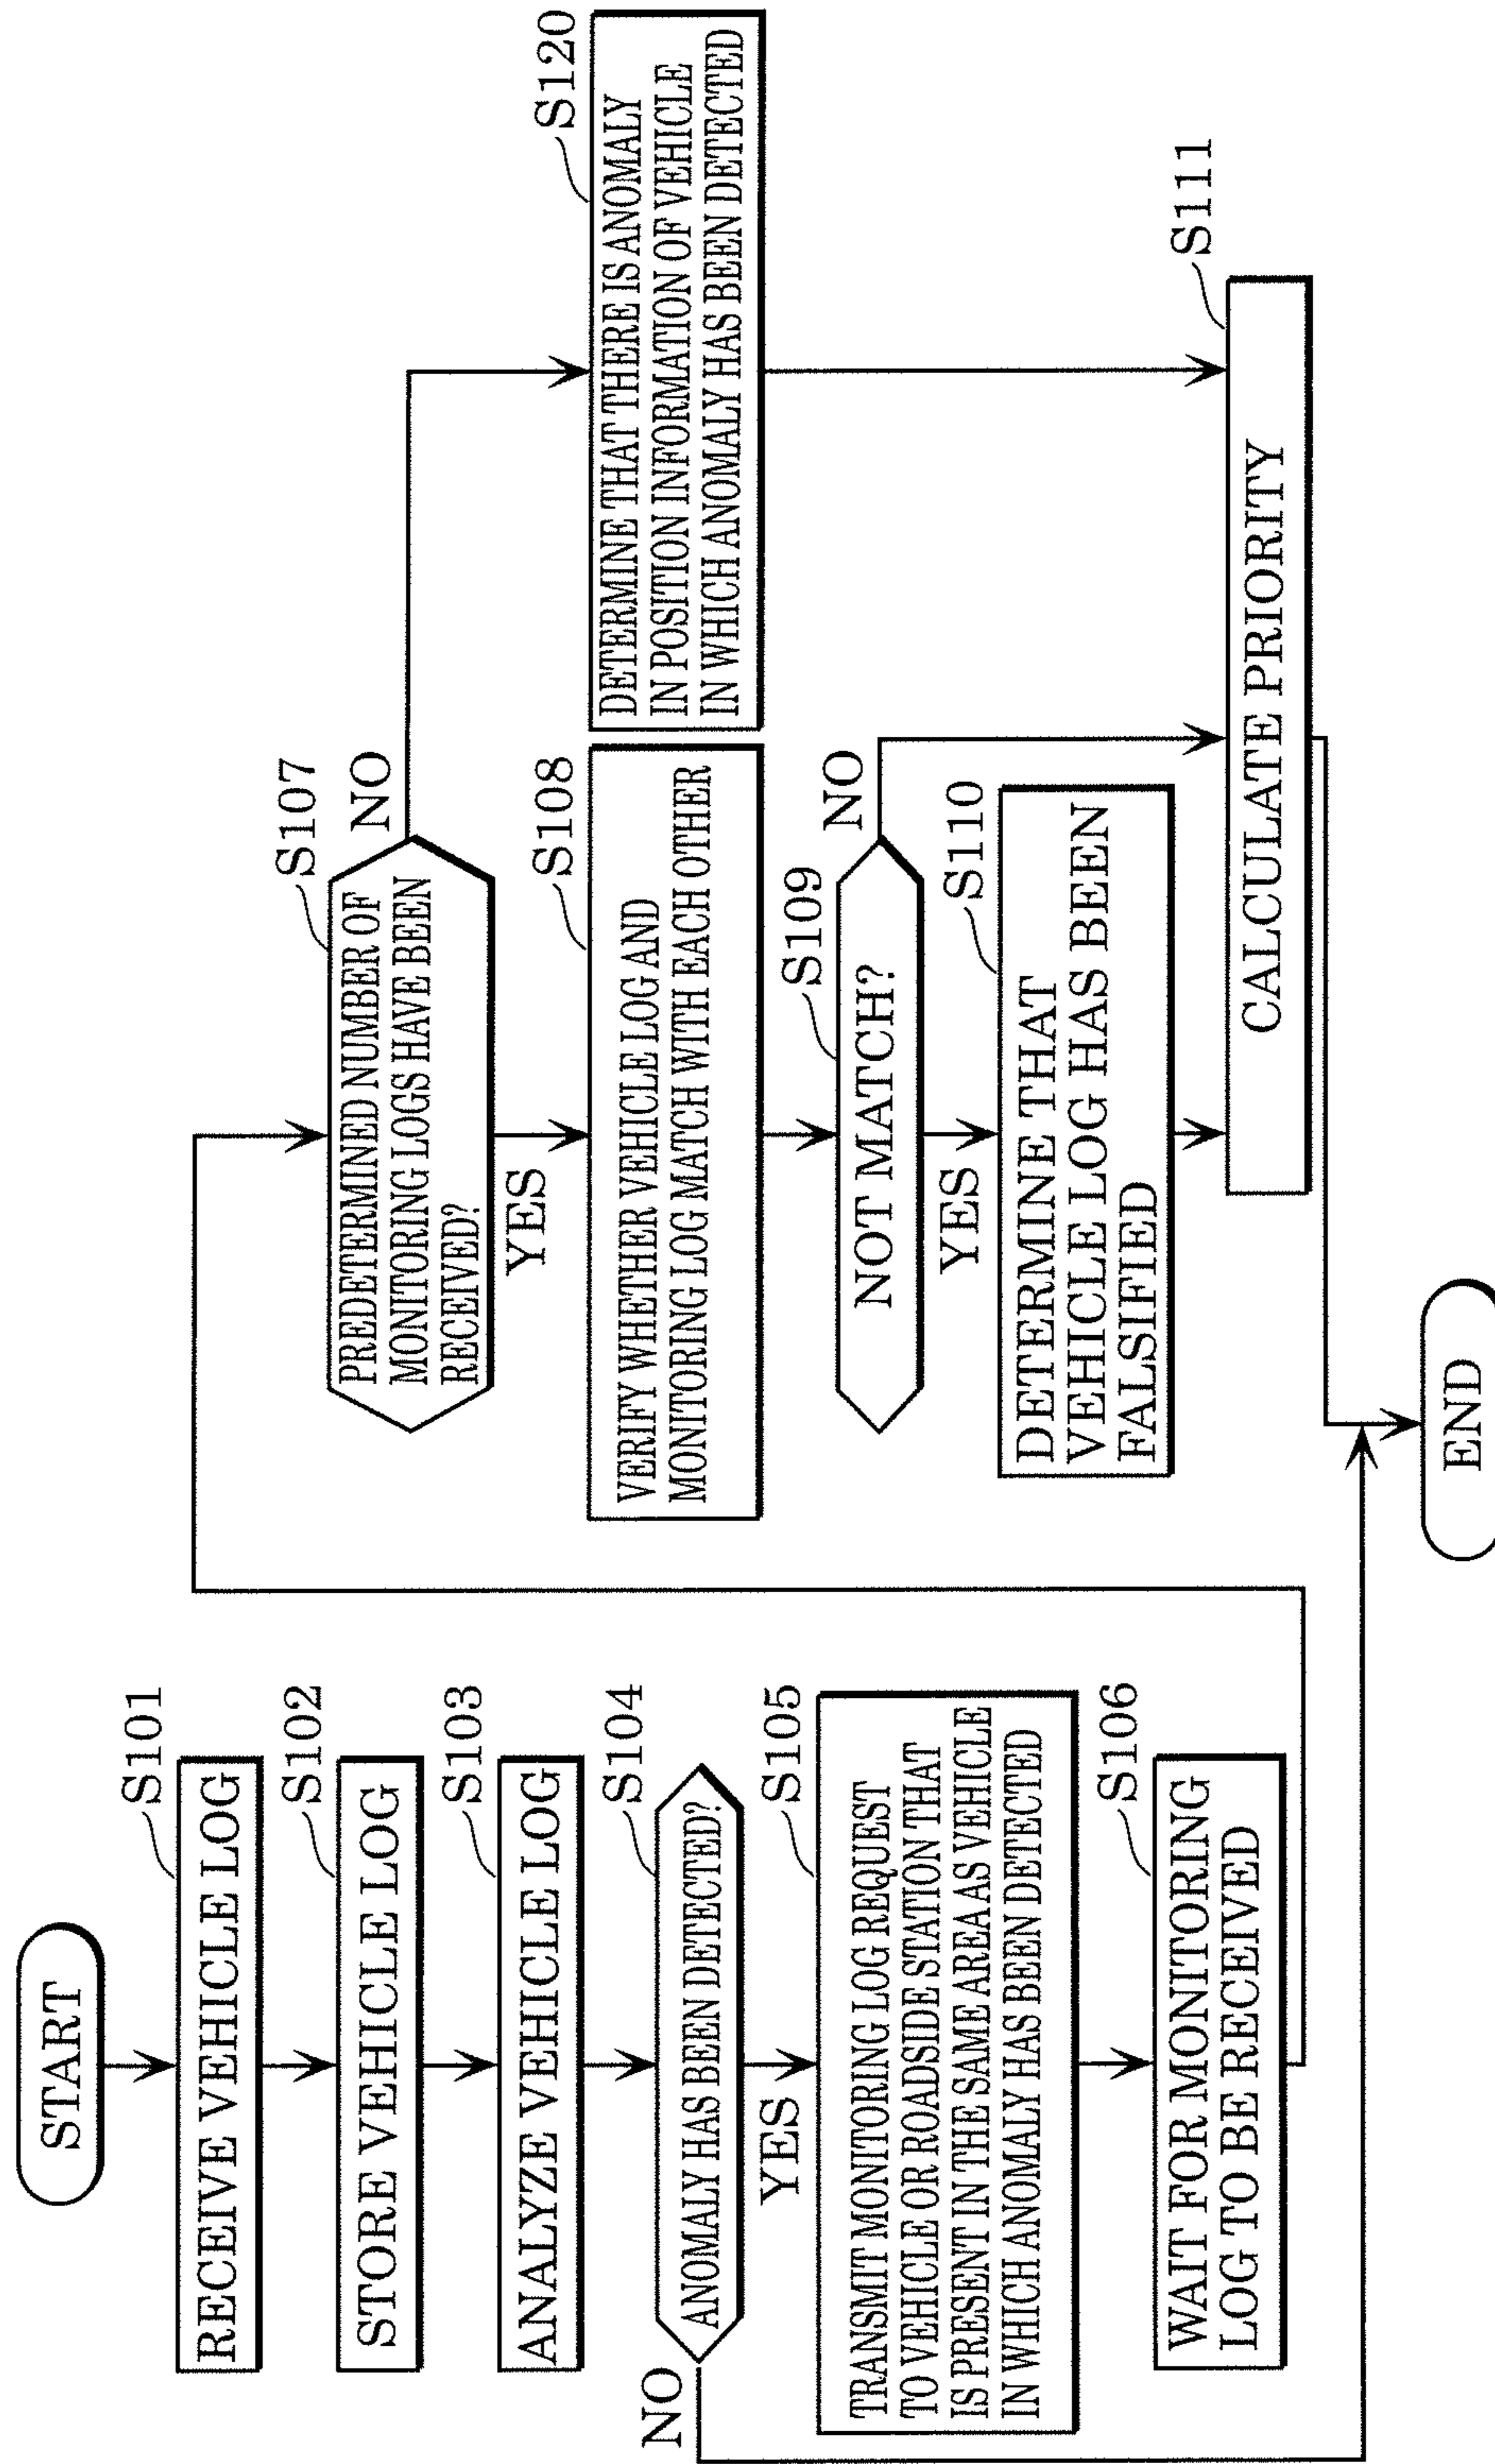 START
S101
RECEIVE VEHICLE LOG
S102
STORE VEHICLE LOG
S103
ANALYZE VEHICLE LOG
S104
ANOMALY HAS BEEN DETECTED?
NO
YES
S105
TRANSMIT MONITORING LOG REQUEST
TO VEHICLE OR ROADSIDE STATION THAT
IS PRESENT IN THE SAME AREA AS VEHICLE
IN WHICH ANOMALY HAS BEEN DETECTED
S106
WAIT FOR MONITORING
LOG TO BE RECEIVED
S107
PREDETERMINED NUMBER OF
MONITORING LOGS HAVE BEEN
RECEIVED?
NO
YES
S108
VERIFY WHETHER VEHICLE LOG AND
MONITORING LOG MATCH WITH EACH OTHER
S120
DETERMINE THAT THERE IS ANOMALY
IN POSITION INFORMATION OF VEHICLE
IN WHICH ANOMALY HAS BEEN DETECTED
S109
NOT MATCH?
NO
YES
S110
DETERMINE THAT
VEHICLE LOG HAS BEEN
FALSIFIED
S111
CALCULATE PRIORITY
END